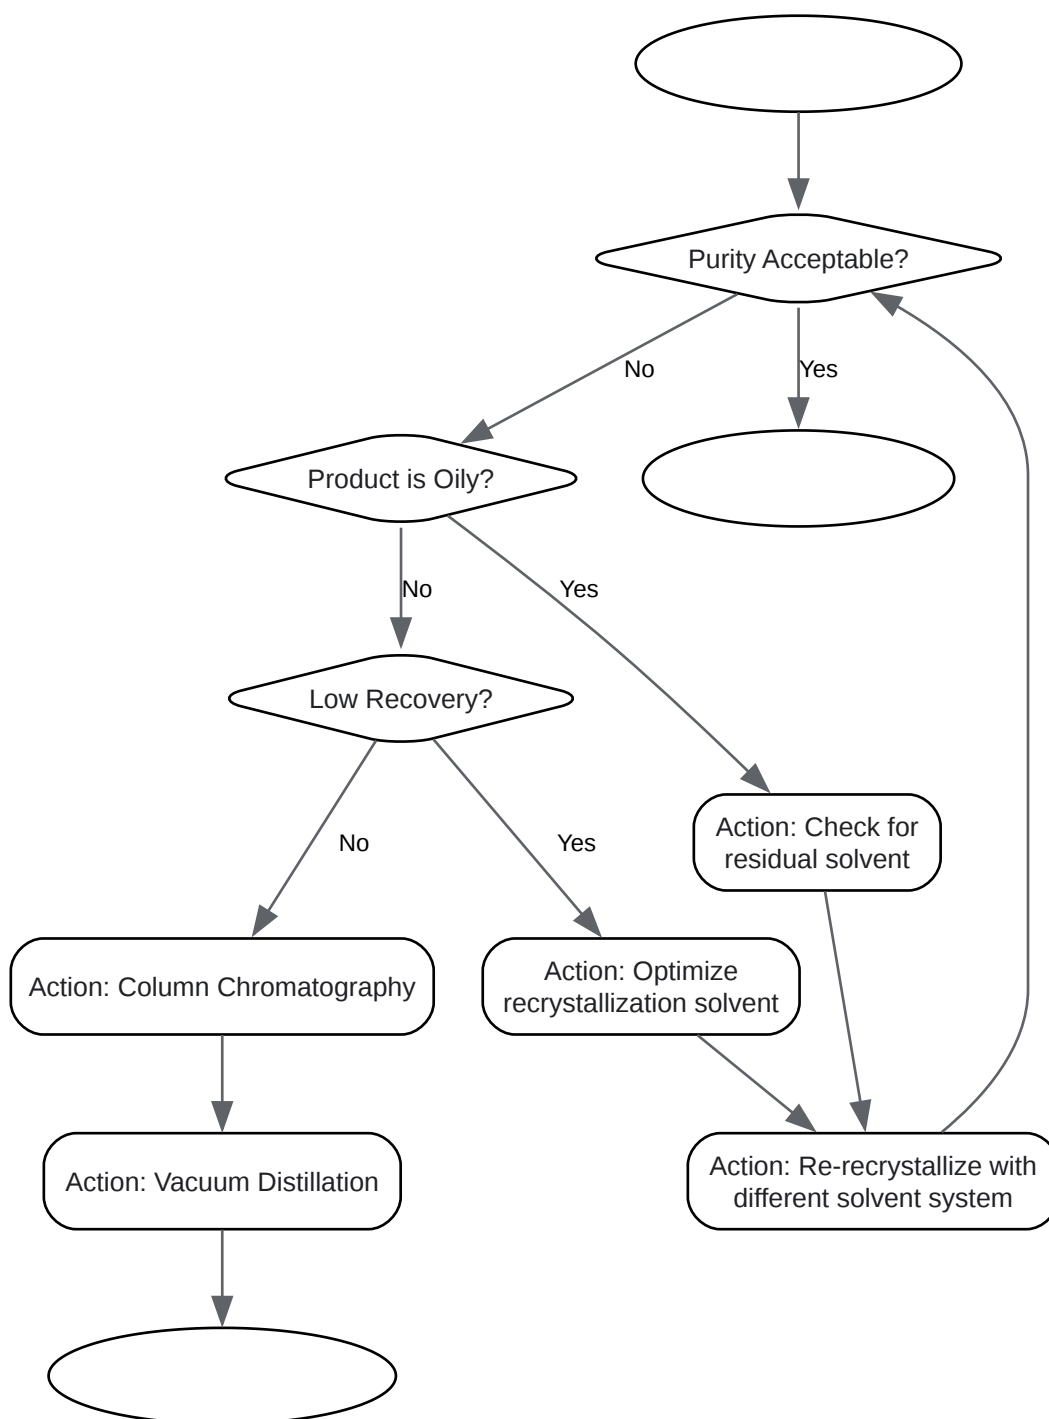 Purity Acceptable?
No
Yes
Product is Oily?
No
Yes
Low Recovery?
No
Yes
Action: Check for
residual solvent
Action: Column Chromatography
Action: Optimize
recrystallization solvent
Action: Vacuum Distillation
Action: Re-recrystallize with
different solvent system